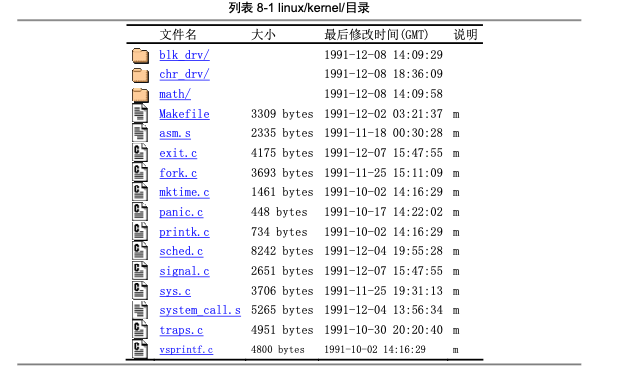 列表 8-1 linux/kernel/目录
文件名 大小 最后修改时间(GMT) 说明
blk_drv/ 1991-12-08 14:09:29
chr_drv/ 1991-12-08 18:36:09
math/ 1991-12-08 14:09:58
Makefile 3309 bytes 1991-12-02 03:21:37 m
asm.s 2335 bytes 1991-11-18 00:30:28 m
exit.c 4175 bytes 1991-12-07 15:47:55 m
fork.c 3693 bytes 1991-11-25 15:11:09 m
mktime.c 1461 bytes 1991-10-02 14:16:29 m
panic.c 448 bytes 1991-10-17 14:22:02 m
printk.c 734 bytes 1991-10-02 14:16:29 m
sched.c 8242 bytes 1991-12-04 19:55:28 m
signal.c 2651 bytes 1991-12-07 15:47:55 m
sys.c 3706 bytes 1991-11-25 19:31:13 m
system_call.s 5265 bytes 1991-12-04 13:56:34 m
traps.c 4951 bytes 1991-10-30 20:20:40 m
vsprintf.c 4800 bytes 1991-10-02 14:16:29 m